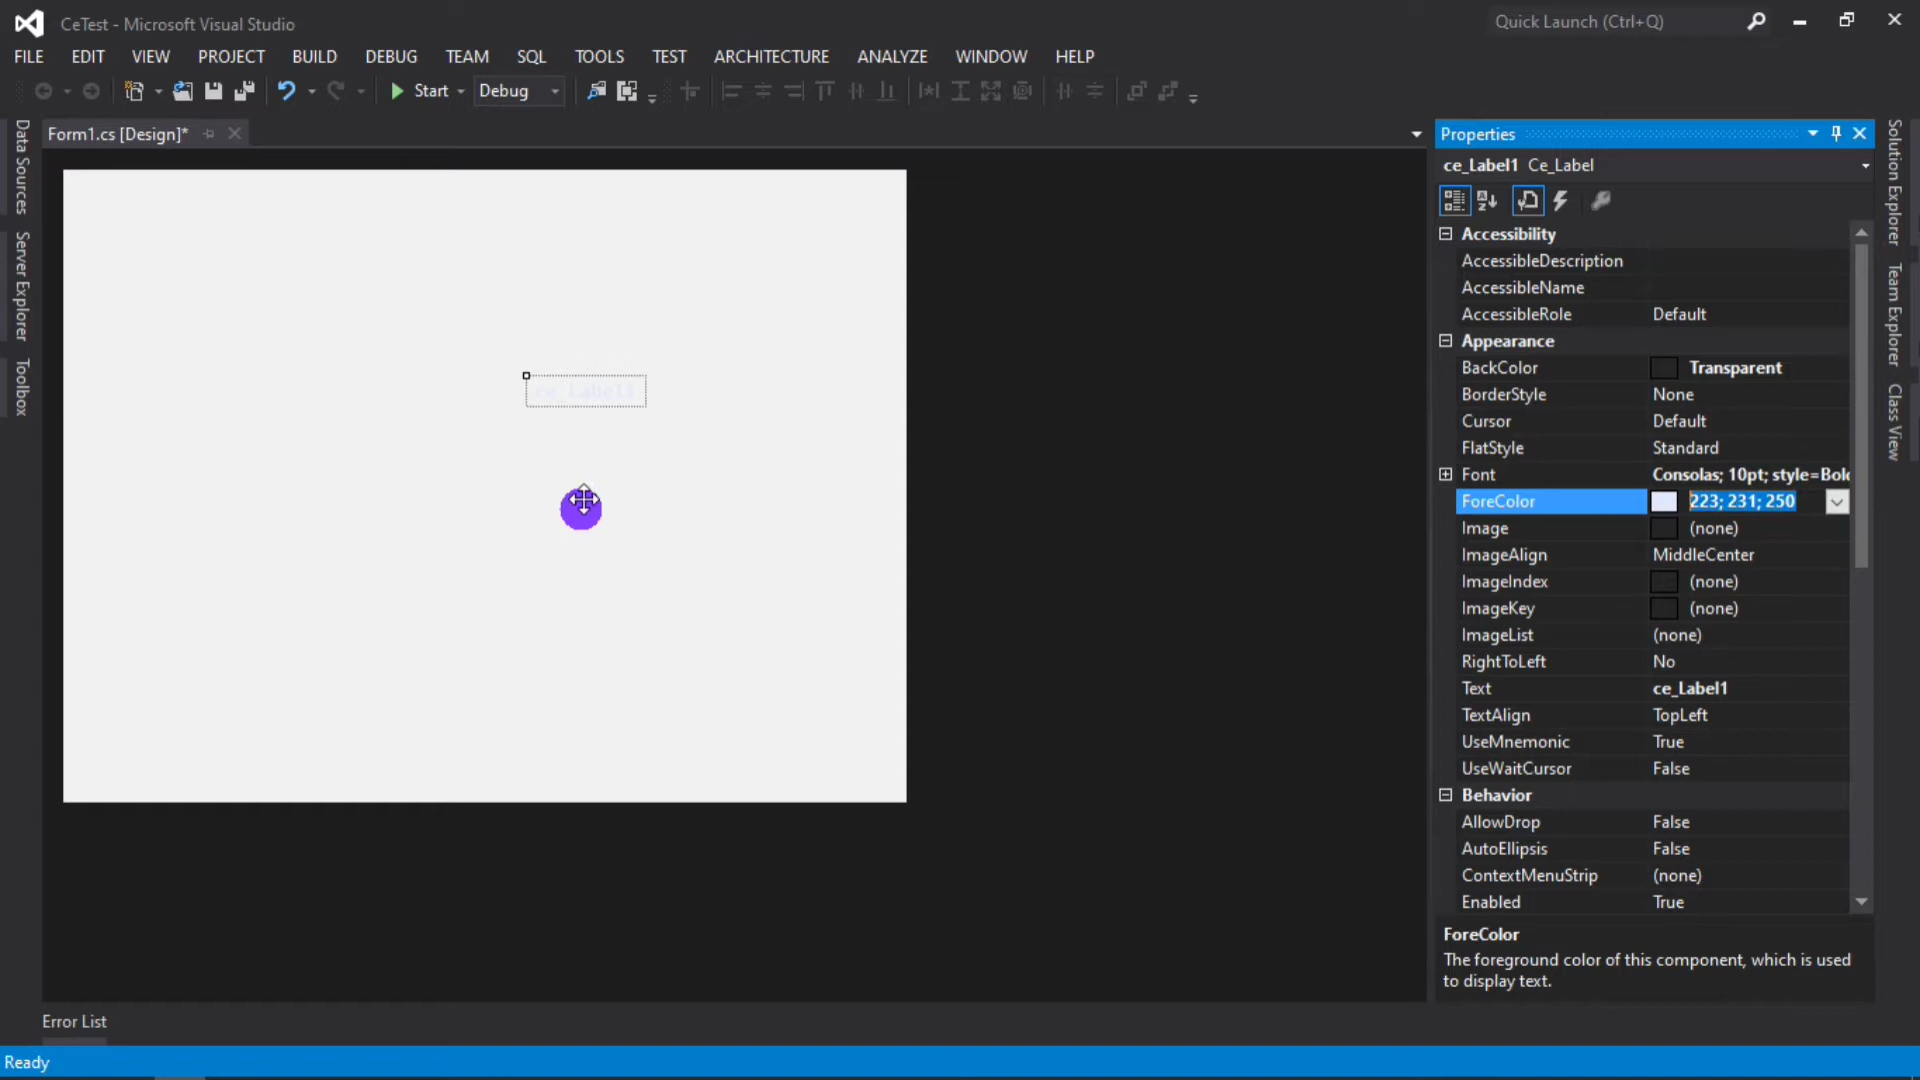 CeTest - Microsoft Visual Studio
Quick Launch (Ctrl+Q)
FILE EDIT VIEW PROJECT BUILD DEBUG TEAM SQL TOOLS TEST ARCHITECTURE ANALYZE WINDOW HELP
Start Debug
Form1.cs [Design]*
Data Sources
Server Explorer
Toolbox
ce_Label1
Properties
ce_Label1 Ce_Label
Accessibility
AccessibleDescription
AccessibleName
AccessibleRole Default
Appearance
BackColor Transparent
BorderStyle None
Cursor Default
FlatStyle Standard
Font Consolas; 10pt; style=Bold
ForeColor 223; 231; 250
Image (none)
ImageAlign MiddleCenter
ImageIndex (none)
ImageKey (none)
ImageList (none)
RightToLeft No
Text ce_Label1
TextAlign TopLeft
UseMnemonic True
UseWaitCursor False
Behavior
AllowDrop False
AutoEllipsis False
ContextMenuStrip (none)
Enabled True
ForeColor
The foreground color of this component, which is used
to display text.
Solution Explorer
Team Explorer
Class View
Error List
Ready